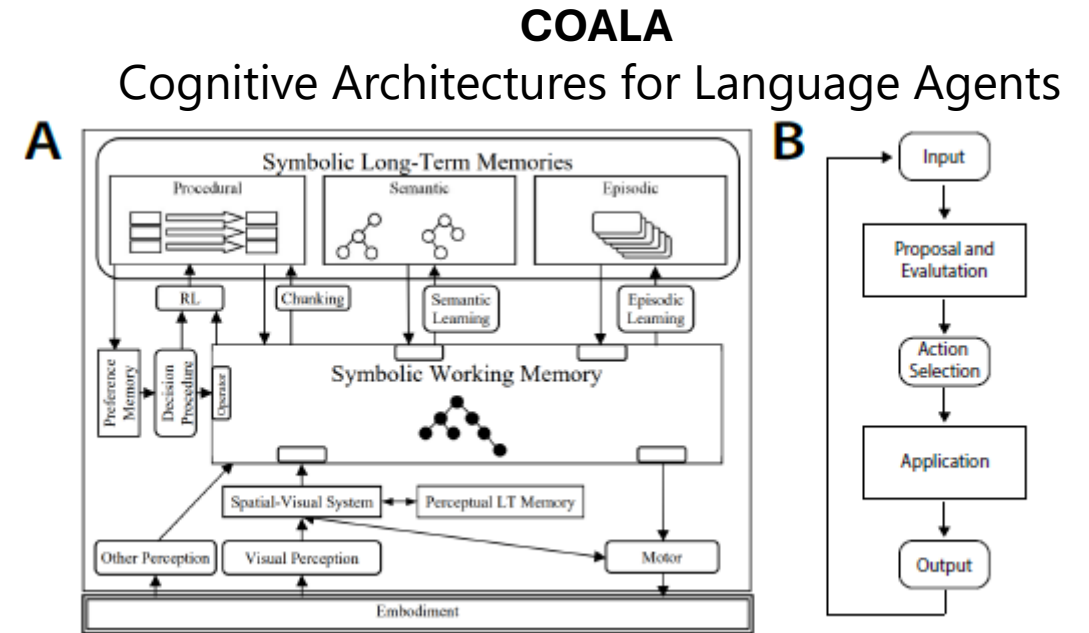 COALA
Cognitive Architectures for Language Agents
A
Symbolic Long-Term Memories
Procedural
Semantic
Episodic
RL
Chunking
Semantic
Learning
Episodic
Learning
Preference
Memory
Decision
Procedure
Operator
Symbolic Working Memory
Spatial-Visual System
Perceptual LT Memory
Other Perception
Visual Perception
Motor
Embodiment
B
Input
Proposal and
Evalutation
Action
Selection
Application
Output